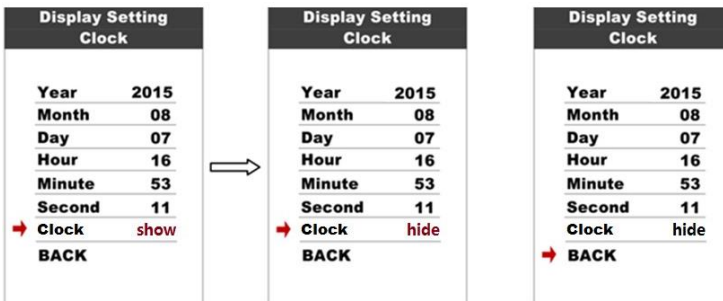 Display Setting
Clock
Year 2015
Month 08
Day 07
Hour 16
Minute 53
Second 11
Clock show
BACK
Display Setting
Clock
Year 2015
Month 08
Day 07
Hour 16
Minute 53
Second 11
Clock hide
BACK
Display Setting
Clock
Year 2015
Month 08
Day 07
Hour 16
Minute 53
Second 11
Clock hide
BACK